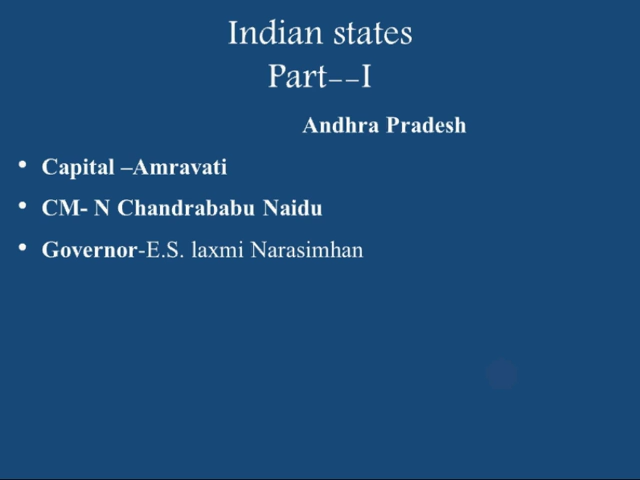 Indian states
Part--I
Andhra Pradesh
• Capital –Amravati
• CM- N Chandrababu Naidu
• Governor-E.S. laxmi Narasimhan